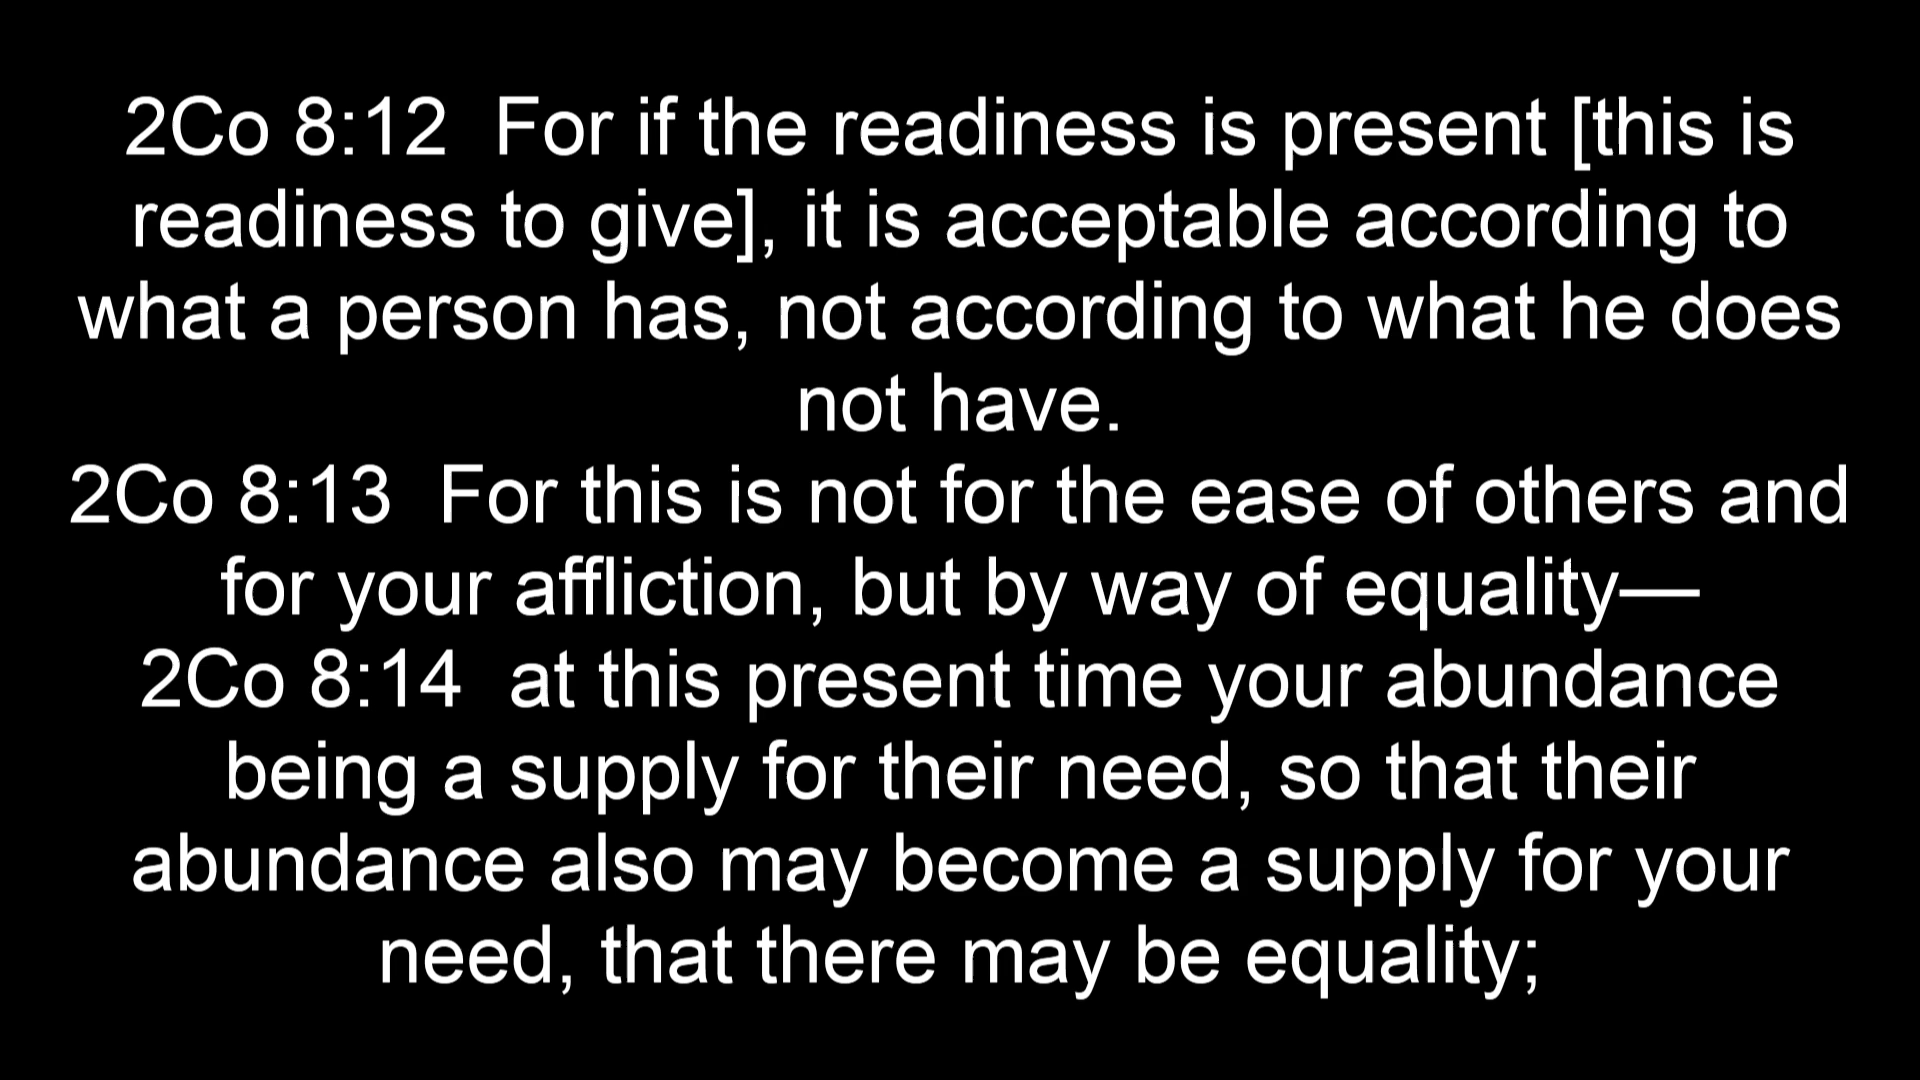 2Co 8:12  For if the readiness is present [this is
readiness to give], it is acceptable according to
what a person has, not according to what he does
not have.
2Co 8:13  For this is not for the ease of others and
for your affliction, but by way of equality—
2Co 8:14  at this present time your abundance
being a supply for their need, so that their
abundance also may become a supply for your
need, that there may be equality;